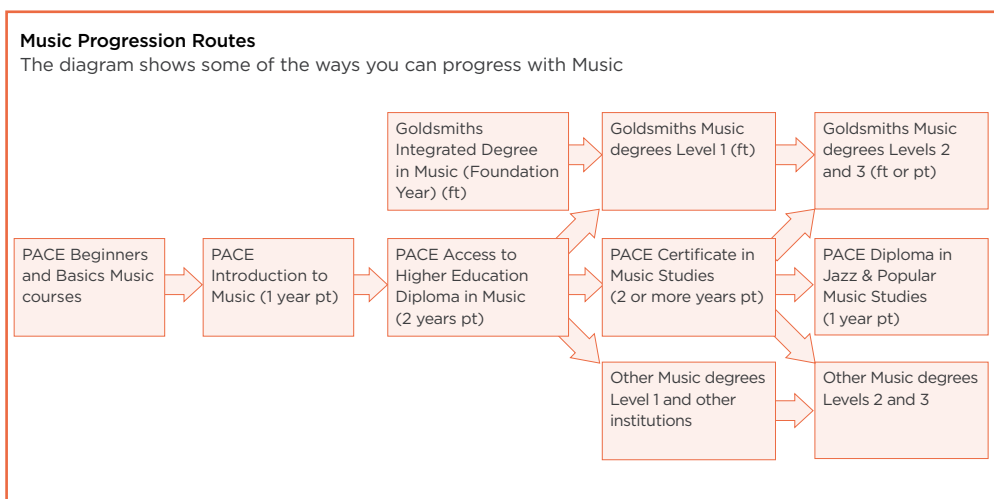 Music Progression Routes
The diagram shows some of the ways you can progress with Music
Goldsmiths
Integrated Degree
in Music (Foundation
Year) (ft)
Goldsmiths Music
degrees Level 1 (ft)
Goldsmiths Music
degrees Levels 2
and 3 (ft or pt)
PACE Beginners
and Basics Music
courses
PACE
Introduction to
Music (1 year pt)
PACE Access to
Higher Education
Diploma in Music
(2 years pt)
PACE Certificate in
Music Studies
(2 or more years pt)
PACE Diploma in
Jazz & Popular
Music Studies
(1 year pt)
Other Music degrees
Level 1 and other
institutions
Other Music degrees
Levels 2 and 3